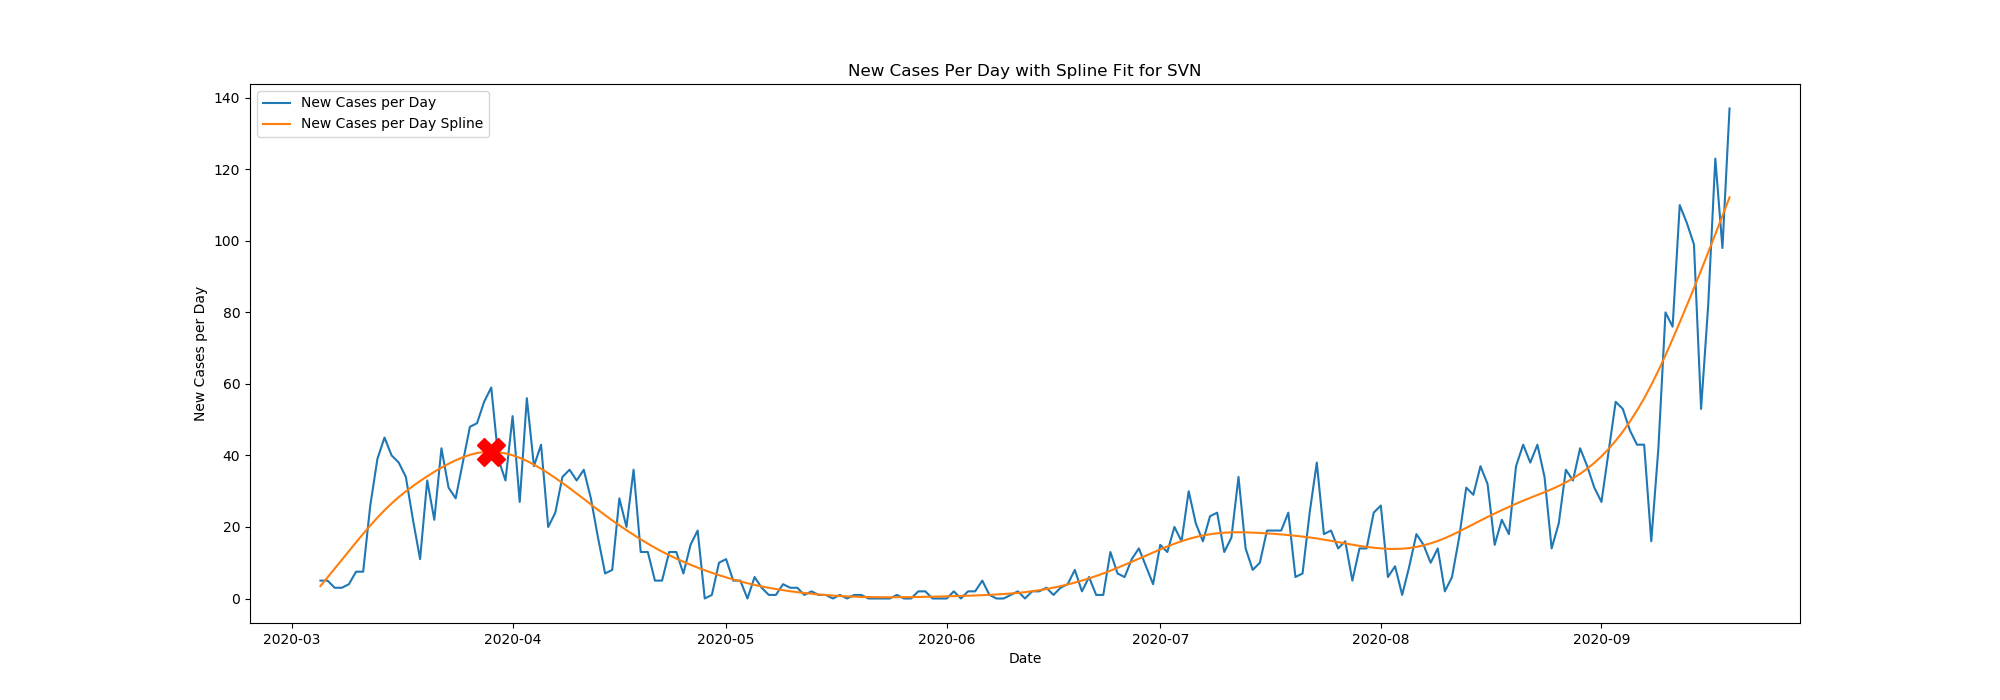 New Cases Per Day with Spline Fit for SVN
New Cases per Day
New Cases per Day Spline
140
120
100
80
60
40
20
0
New Cases per Day
2020-03 2020-04 2020-05 2020-06 2020-07 2020-08 2020-09
Date